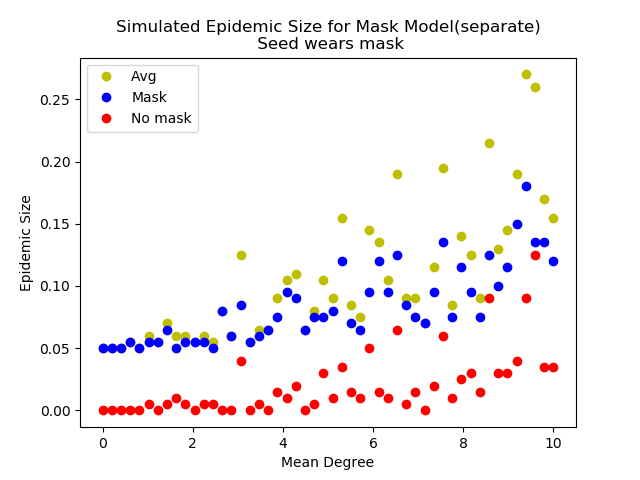 Simulated Epidemic Size for Mask Model(separate)
Seed wears mask
Avg
Mask
No mask
0.25
0.20
0.15
0.10
0.05
0.00
Epidemic Size
0 2 4 6 8 10
Mean Degree